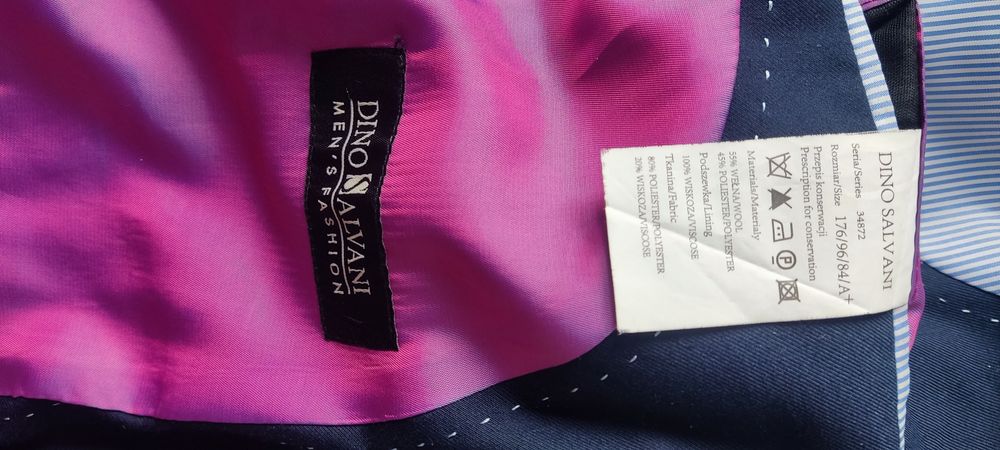 DINO SALVANI
MEN'S FASHION
DINO SALVANI
Seria/Series 34872
Rozmiar/Size 176/96/84/A+
Przepis konserwacji
Prescription for conservation
P
Materials/Materiały
55% WEŁNA/WOOL
45% POLIESTER/POLYESTER
Podszewka/Lining
100% WISKOZA/VISCOSE
Tkanina/Fabric
80% POLIESTER/POLYESTER
20% WISKOZA/VISCOSE